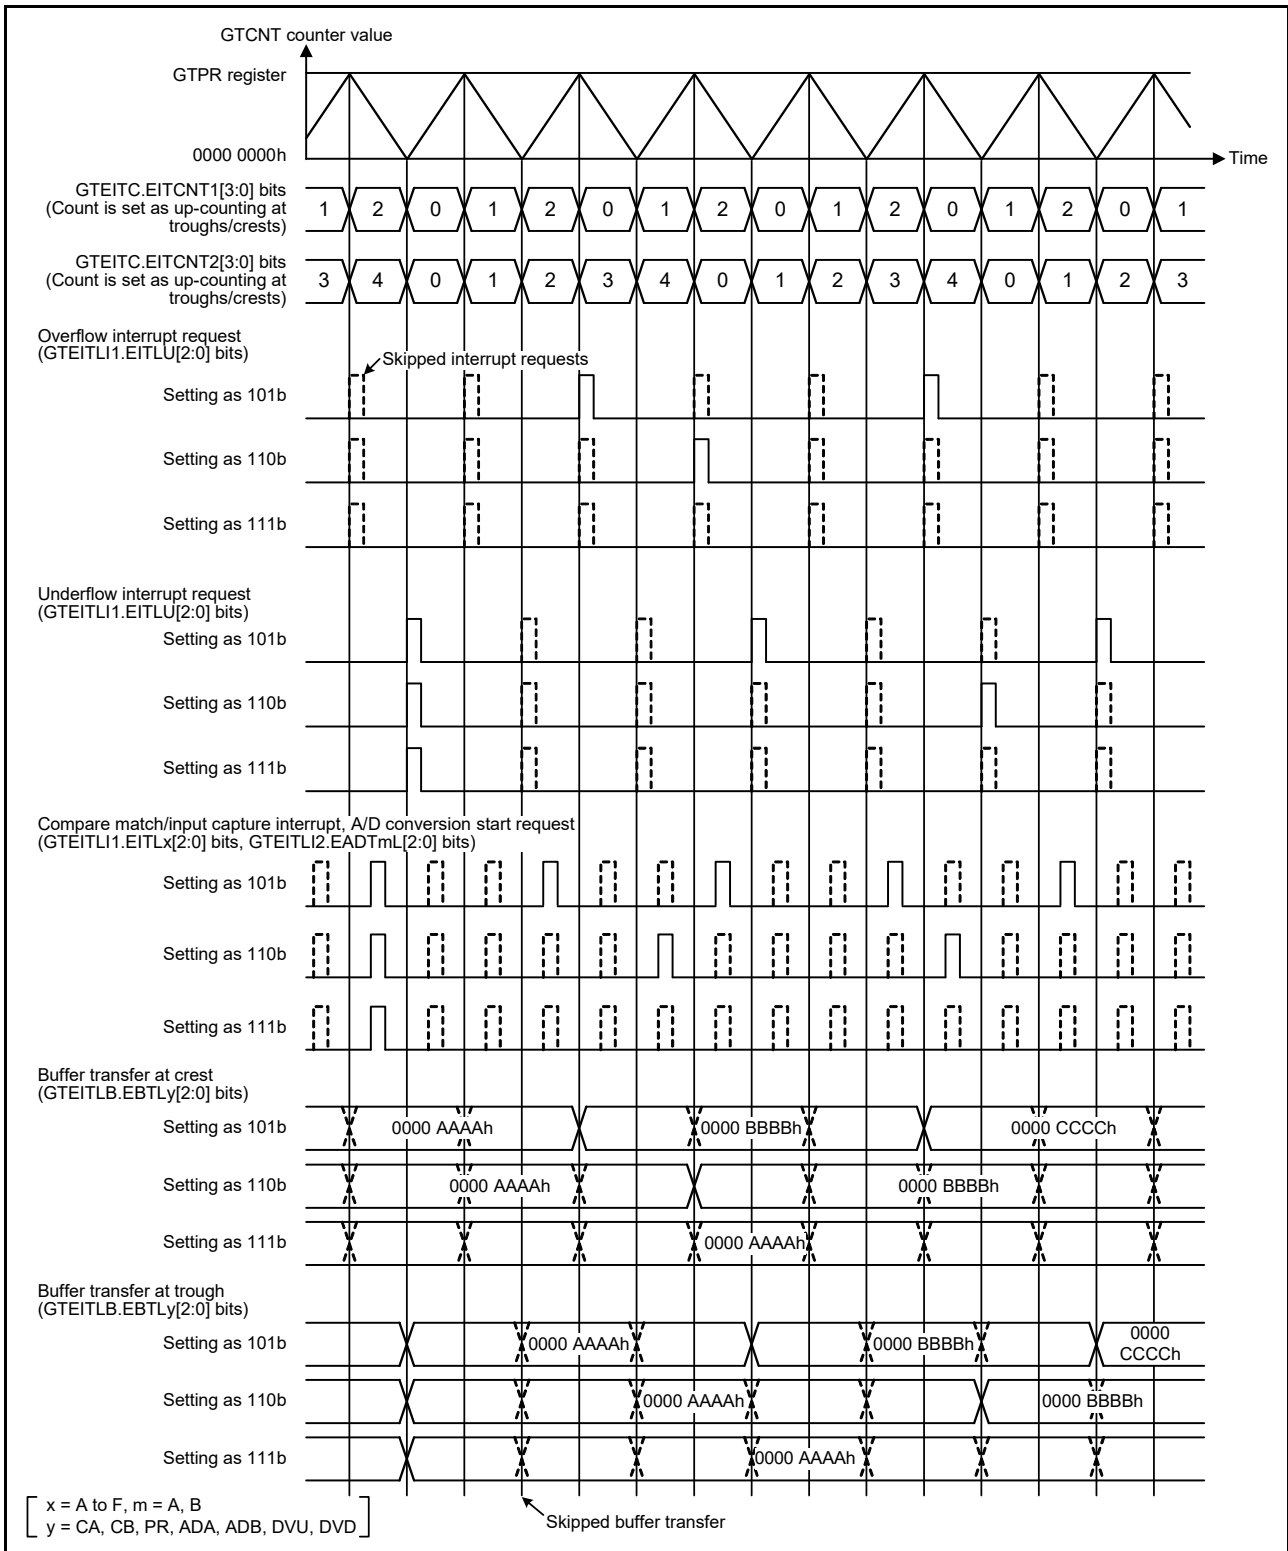 GTCNT counter value
GTPR register
0000 0000h
Time
GTEITC.EITCNT1[3:0] bits
(Count is set as up-counting at
troughs/crests)
1 2 0 1 2 0 1 2 0 1 2 0 1 2 0 1
GTEITC.EITCNT2[3:0] bits
(Count is set as up-counting at
troughs/crests)
3 4 0 1 2 3 4 0 1 2 3 4 0 1 2 3
Overflow interrupt request
(GTEITLI1.EITLU[2:0] bits)
Skipped interrupt requests
Setting as 101b
Setting as 110b
Setting as 111b
Underflow interrupt request
(GTEITLI1.EITLU[2:0] bits)
Setting as 101b
Setting as 110b
Setting as 111b
Compare match/input capture interrupt, A/D conversion start request
(GTEITLI1.EITLx[2:0] bits, GTEITLI2.EADTmL[2:0] bits)
Setting as 101b
Setting as 110b
Setting as 111b
Buffer transfer at crest
(GTEITLB.EBTLy[2:0] bits)
Setting as 101b 0000 AAAAh 0000 BBBBh 0000 CCCCh
Setting as 110b 0000 AAAAh 0000 BBBBh
Setting as 111b 0000 AAAAh
Buffer transfer at trough
(GTEITLB.EBTLy[2:0] bits)
Setting as 101b 0000 AAAAh 0000 BBBBh 0000
CCCCh
Setting as 110b 0000 AAAAh 0000 BBBBh
Setting as 111b 0000 AAAAh
x = A to F, m = A, B
y = CA, CB, PR, ADA, ADB, DVU, DVD
Skipped buffer transfer